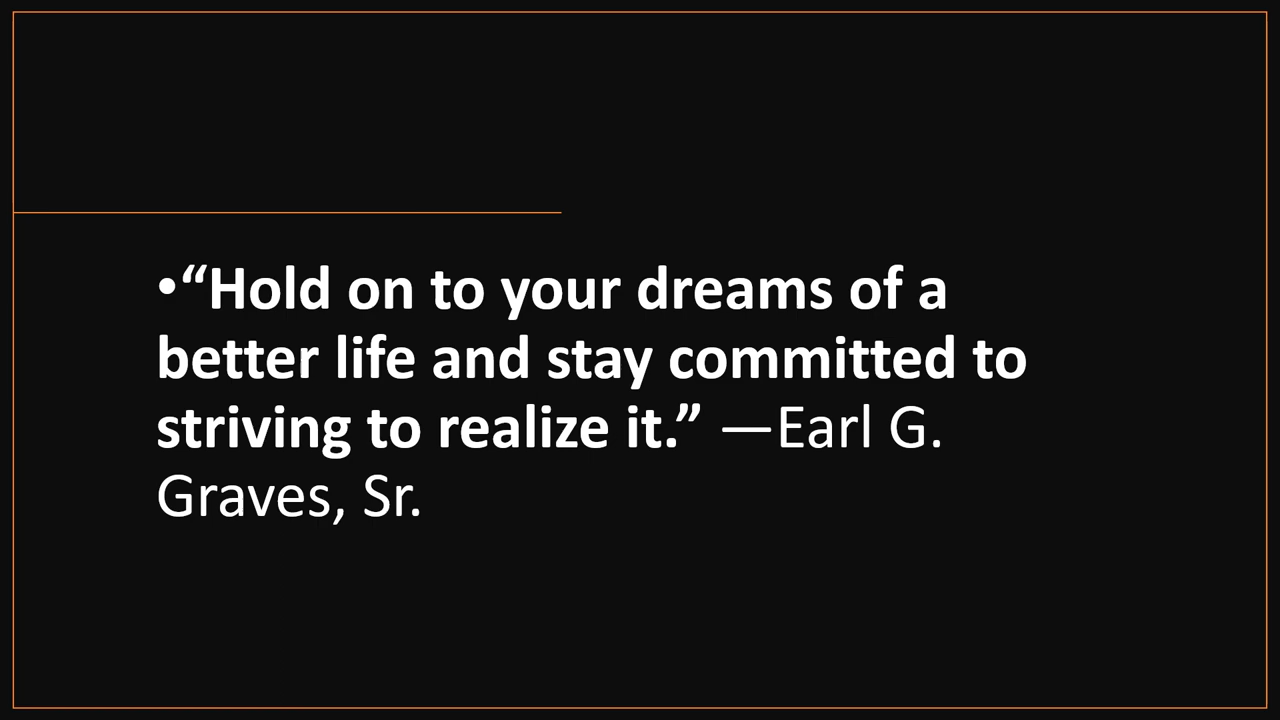 •“Hold on to your dreams of a
better life and stay committed to
striving to realize it.” —Earl G.
Graves, Sr.